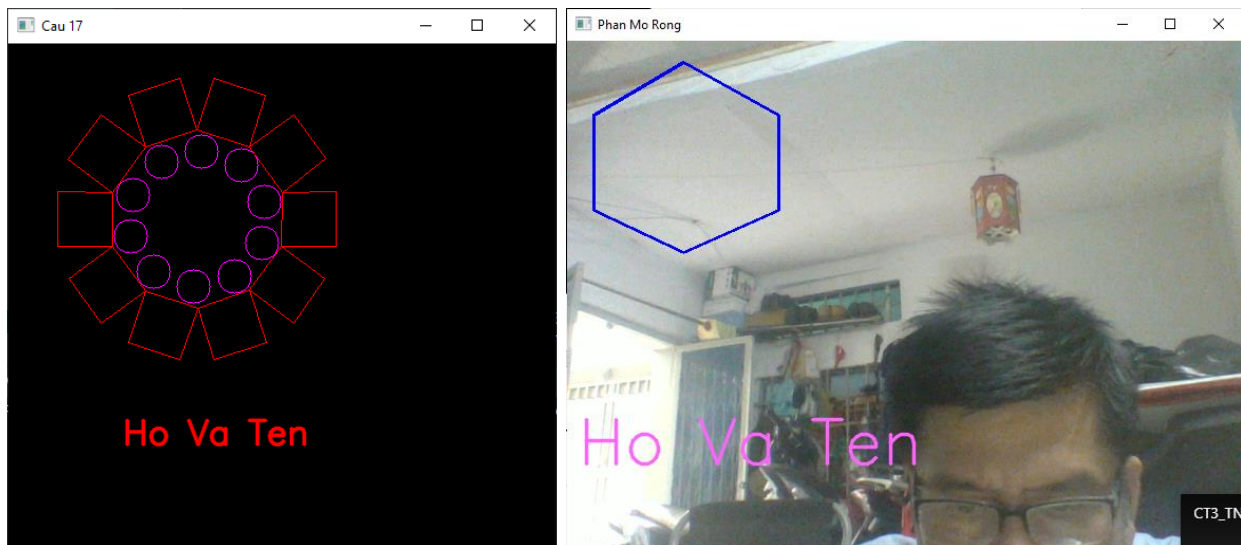 Cau 17
Ho Va Ten
Phan Mo Rong
Ho Va Ten
CT3_TN